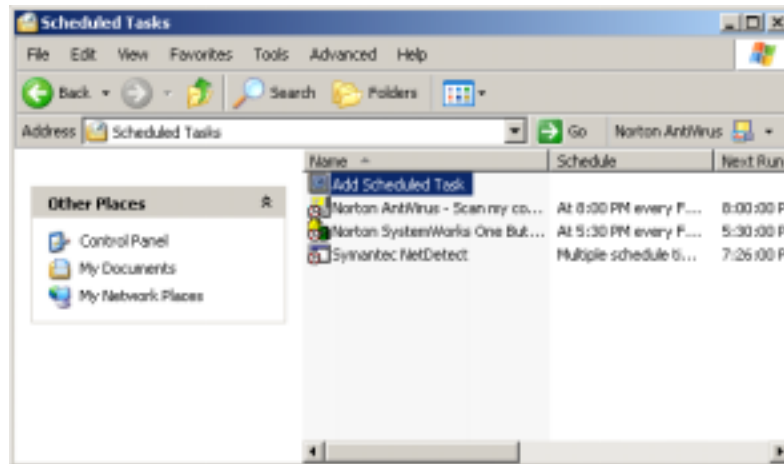 Scheduled Tasks
File Edit View Favorites Tools Advanced Help
Back Search Folders
Address Scheduled Tasks Go Norton AntiVirus
Name Schedule Next Run
Other Places
Control Panel
My Documents
My Network Places
Add Scheduled Task
Norton AntiVirus - Scan my co... At 8:00 PM every F... 8:00:00 P
Norton SystemWorks One But... At 5:30 PM every F... 5:30:00 P
Symantec NetDetect Multiple schedule ti... 7:26:00 P